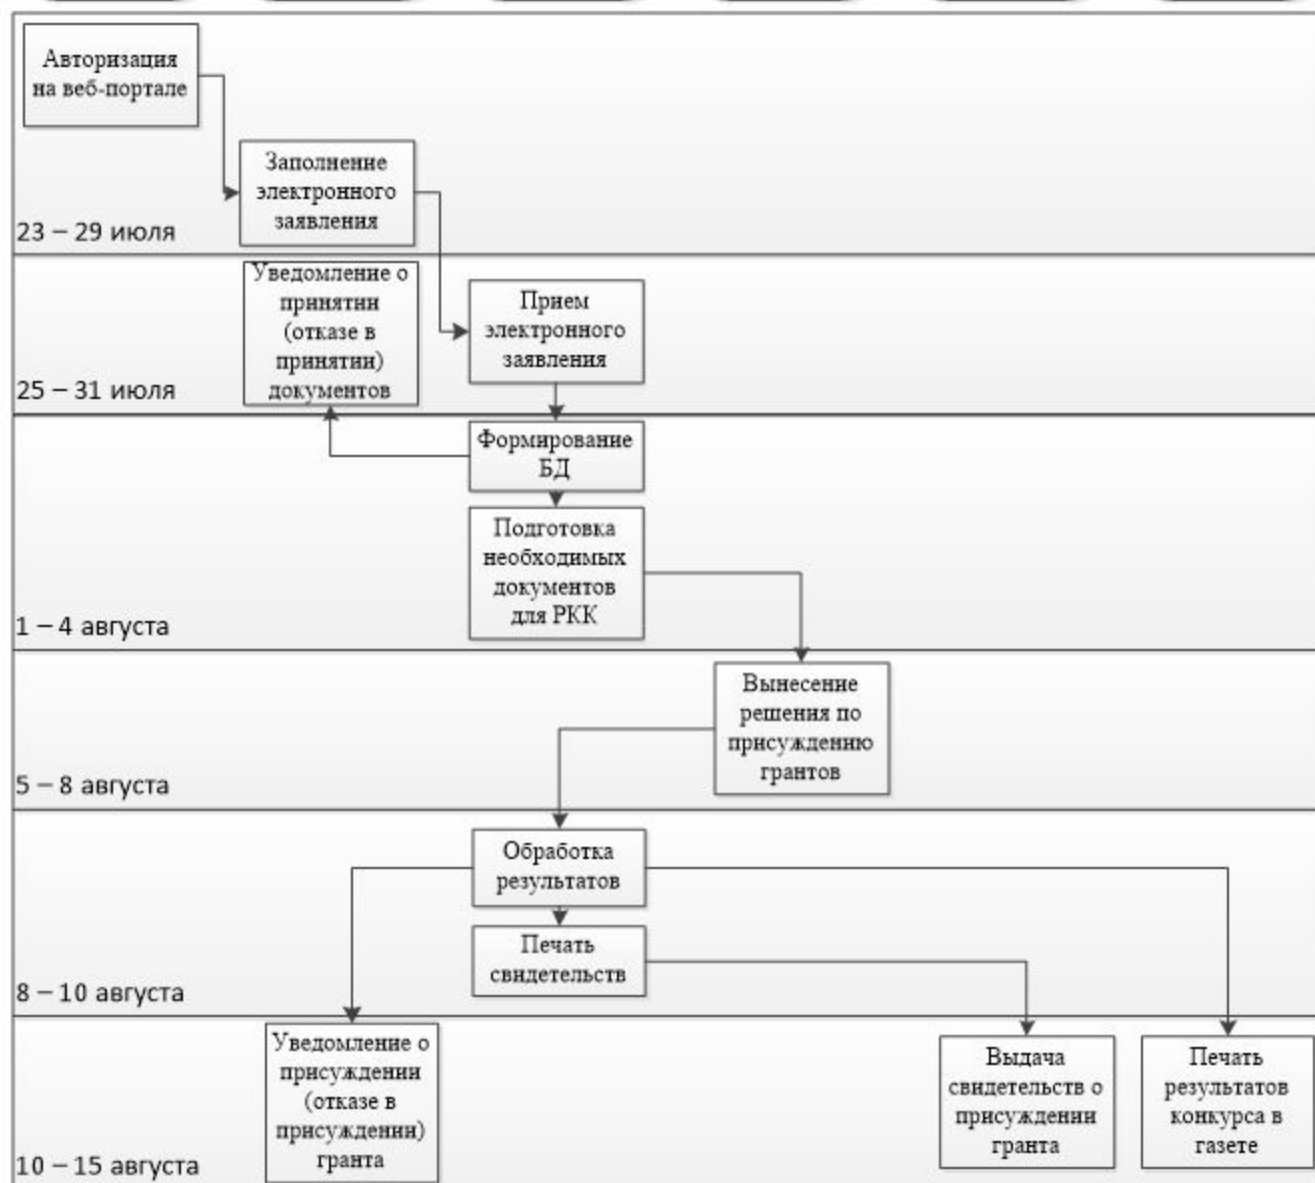 Авторизация
на веб-портале
Заполнение
электронного
заявления
23 – 29 июля
Уведомление о
принятии
(отказе в
принятии)
документов
Прием
электронного
заявления
25 – 31 июля
Формирование
БД
Подготовка
необходимых
документов
для РКК
1 – 4 августа
Вынесение
решения по
присуждению
грантов
5 – 8 августа
Обработка
результатов
Печать
свидетельств
8 – 10 августа
Уведомление о
присуждении
(отказе в
присуждении)
гранта
Выдача
свидетельств о
присуждении
гранта
Печать
результатов
конкурса в
газете
10 – 15 августа